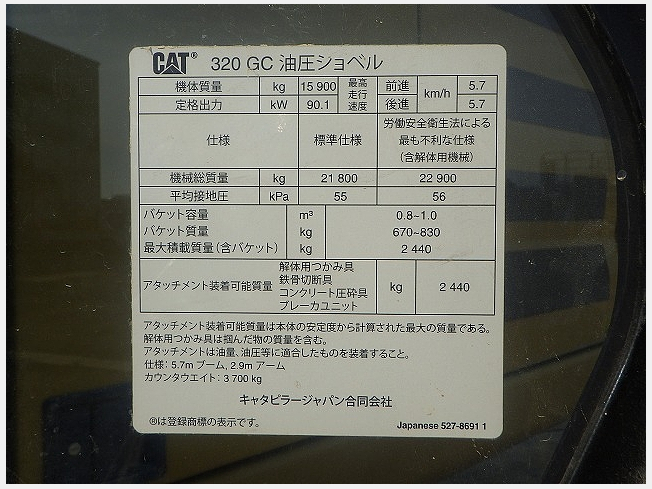 CAT® 320 GC 油圧ショベル
機体質量 kg 15 900 最高走行速度 前進 km/h 5.7
定格出力 kW 90.1 後進 5.7
仕様 標準仕様 労働安全衛生法による
最も不利な仕様
(含解体用機械)
機械総質量 kg 21 800 22 900
平均接地圧 kPa 55 56
バケット容量 m³ 0.8~1.0
バケット質量 kg 670~830
最大積載質量(含バケット) kg 2 440
アタッチメント装着可能質量 解体用つかみ具 kg 2 440
鉄骨切断具
コンクリート圧砕具
ブレーカユニット
アタッチメント装着可能質量は本体の安定度から計算された最大の質量である。
解体用つかみ具は掴んだ物の質量を含む。
アタッチメントは油量、油圧等に適合したものを装着すること。
仕様:5.7m ブーム, 2.9m アーム
カウンタウエイト:3 700 kg
キャタピラージャパン合同会社
®は登録商標の表示です。 Japanese 527-8691 1